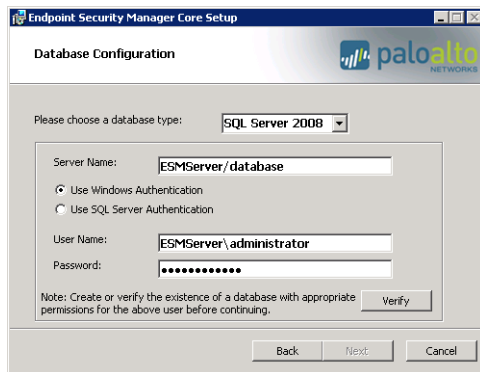 Endpoint Security Manager Core Setup
Database Configuration
paloalto
NETWORKS
Please choose a database type:
SQL Server 2008
Server Name:
ESMServer/database
Use Windows Authentication
Use SQL Server Authentication
User Name:
ESMServer\administrator
Password:
••••••••••••
Note: Create or verify the existence of a database with appropriate
permissions for the above user before continuing.
Verify
Back
Next
Cancel